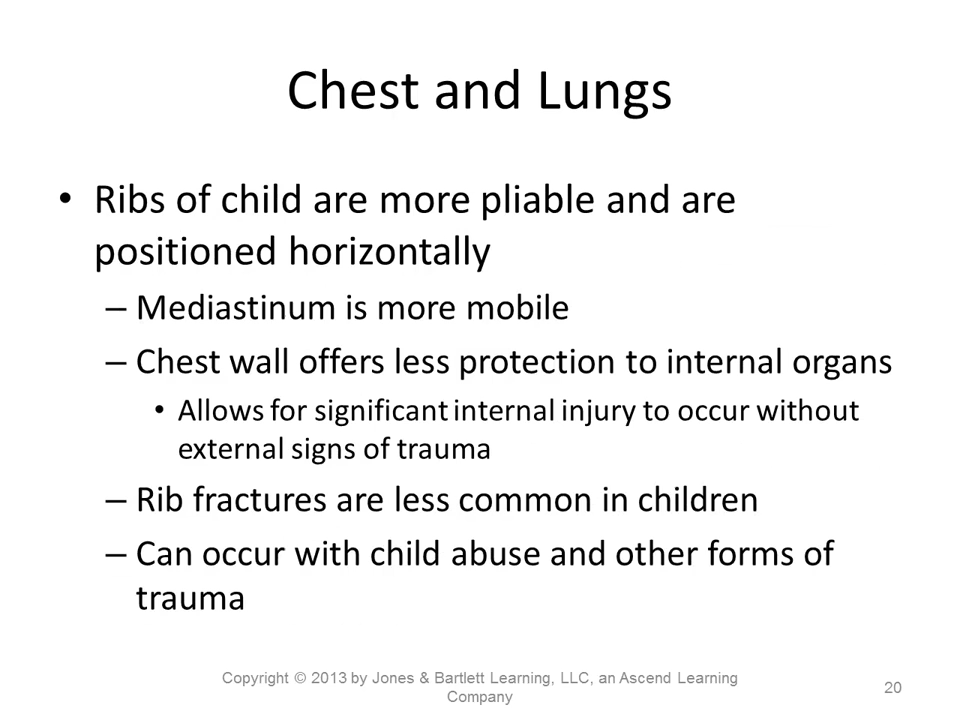 Chest and Lungs
• Ribs of child are more pliable and are
positioned horizontally
– Mediastinum is more mobile
– Chest wall offers less protection to internal organs
• Allows for significant internal injury to occur without
external signs of trauma
– Rib fractures are less common in children
– Can occur with child abuse and other forms of
trauma
Copyright © 2013 by Jones & Bartlett Learning, LLC, an Ascend Learning
Company
20